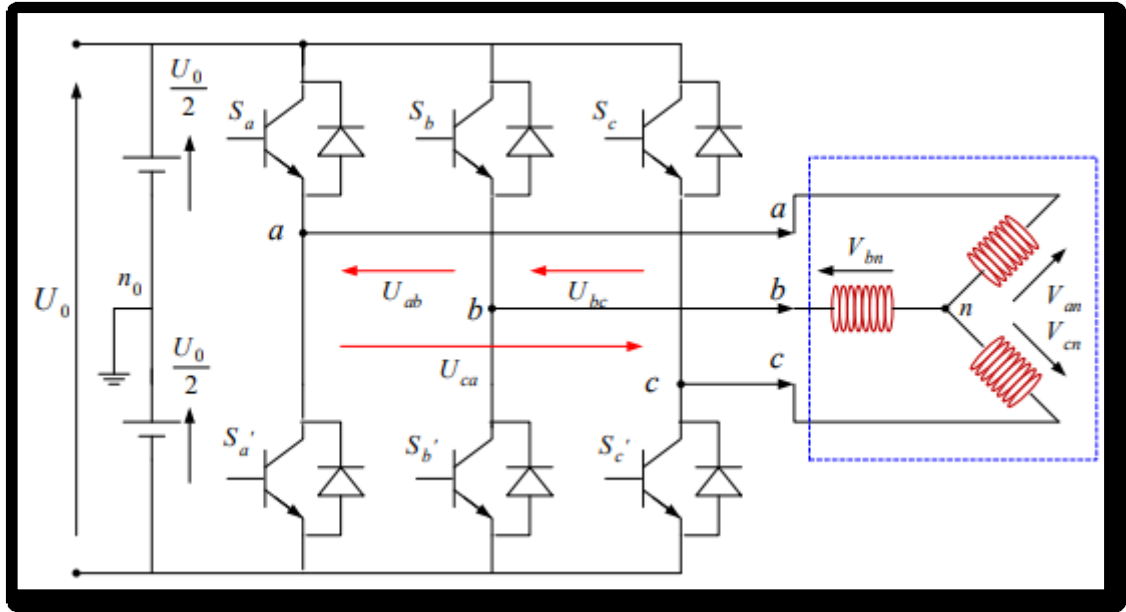 U0/2
Sa
Sb
Sc
a
a
Vbn
n0
Uab
Ubc
b
U0
b
n
Van
Vcn
U0/2
Uca
c
c
Sa'
Sb'
Sc'